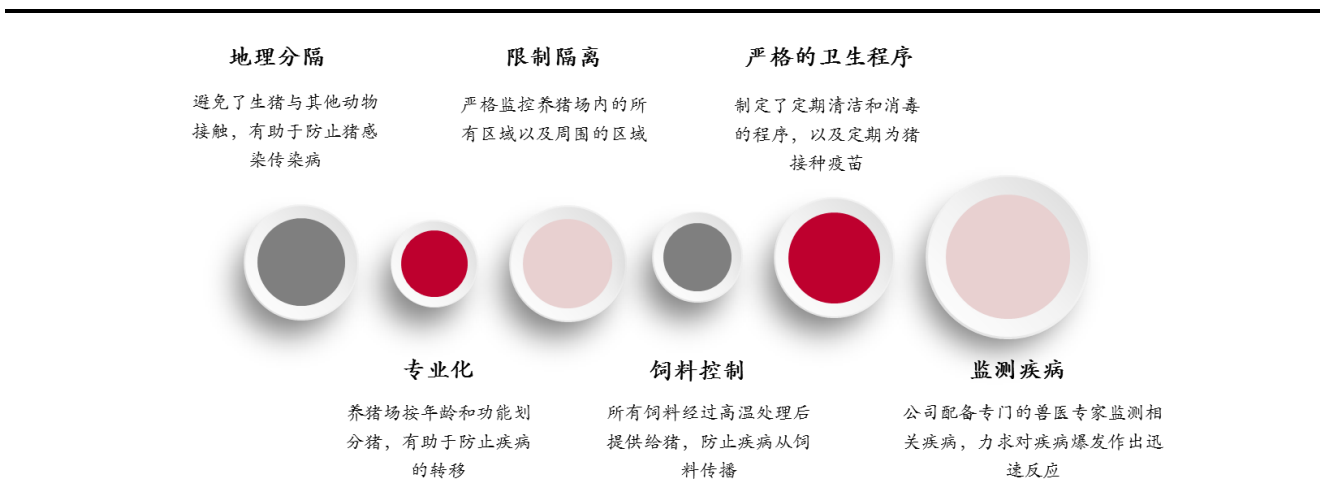 地理分隔
避免了生猪与其他动物
接触，有助于防止猪感
染传染病
限制隔离
严格监控养猪场内的所
有区域以及周围的区域
严格的卫生程序
制定了定期清洁和消毒
的程序，以及定期为猪
接种疫苗
专业化
养猪场按年龄和功能划
分猪，有助于防止疾病
的转移
饲料控制
所有饲料经过高温处理后
提供给猪，防止疾病从饲
料传播
监测疾病
公司配备专门的兽医专家监测相
关疾病，力求对疾病爆发作出迅
速反应